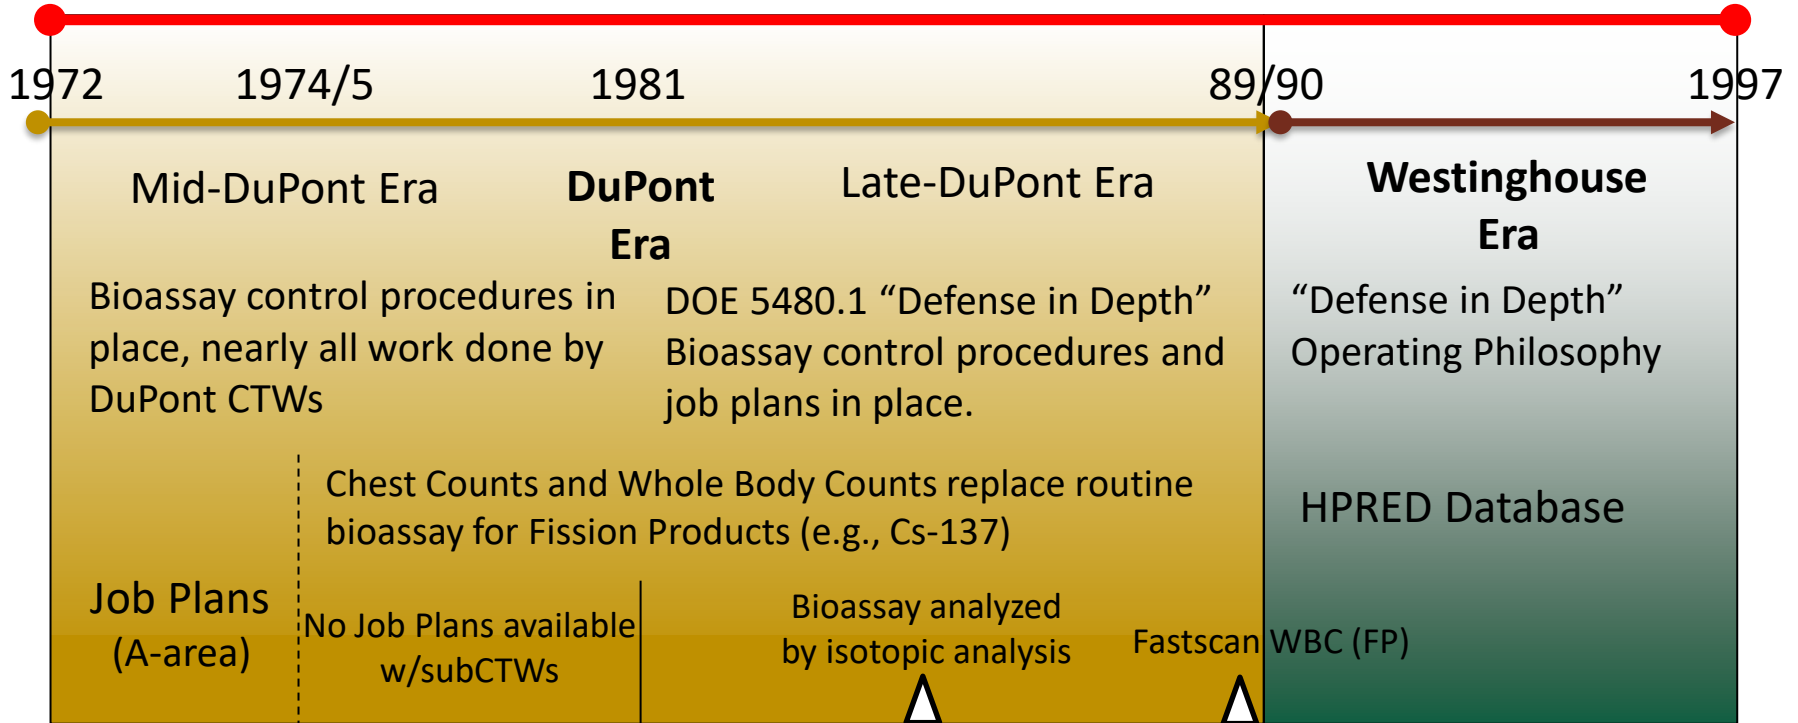 1972
1974/5
1981
89/90
1997
Mid-DuPont Era
DuPont
Era
Late-DuPont Era
Westinghouse
Era
Bioassay control procedures in
place, nearly all work done by
DuPont CTWs
DOE 5480.1 “Defense in Depth”
Bioassay control procedures and
job plans in place.
“Defense in Depth”
Operating Philosophy
Chest Counts and Whole Body Counts replace routine
bioassay for Fission Products (e.g., Cs-137)
HPRED Database
Job Plans
(A-area)
No Job Plans available
w/subCTWs
Bioassay analyzed
by isotopic analysis
Fastscan WBC (FP)